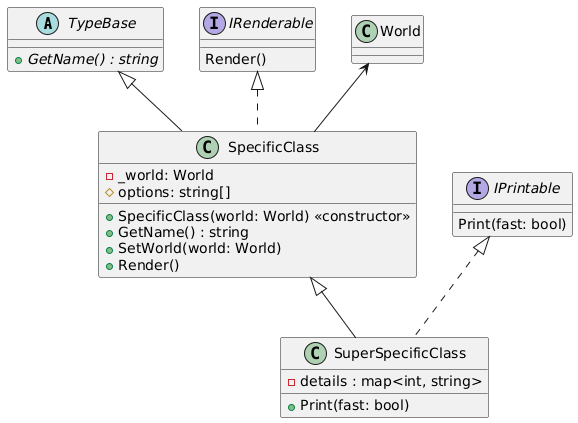 A TypeBase
GetName() : string
I IRenderable
Render()
C World
C SpecificClass
_world: World
options: string[]
SpecificClass(world: World) «constructor»
GetName() : string
SetWorld(world: World)
Render()
I IPrintable
Print(fast: bool)
C SuperSpecificClass
details : map<int, string>
Print(fast: bool)